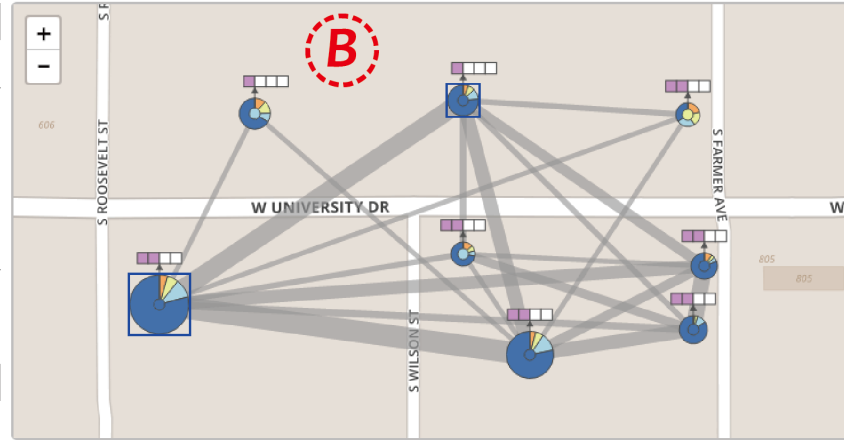 +
−
B
S R
606
S ROOSEVELT ST
S FARMER AVE
W UNIVERSITY DR
W
805
805
S WILSON ST